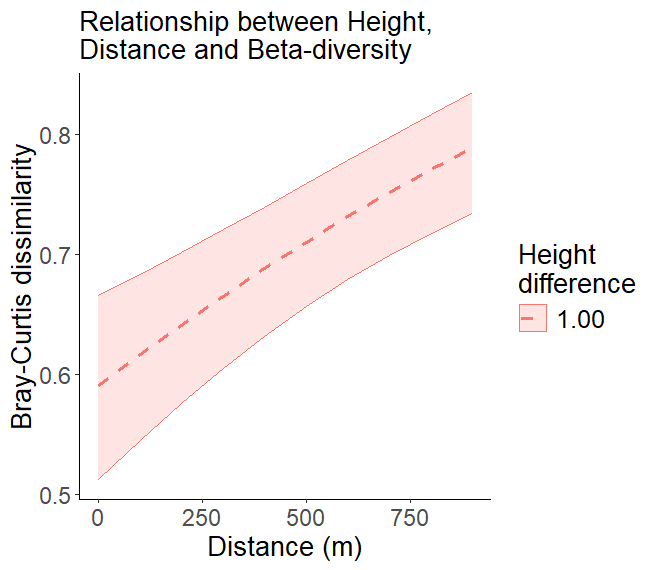 Relationship between Height,
Distance and Beta-diversity
Bray-Curtis dissimilarity
0.8
0.7
0.6
0.5
0
250
500
750
Distance (m)
Height
difference
1.00